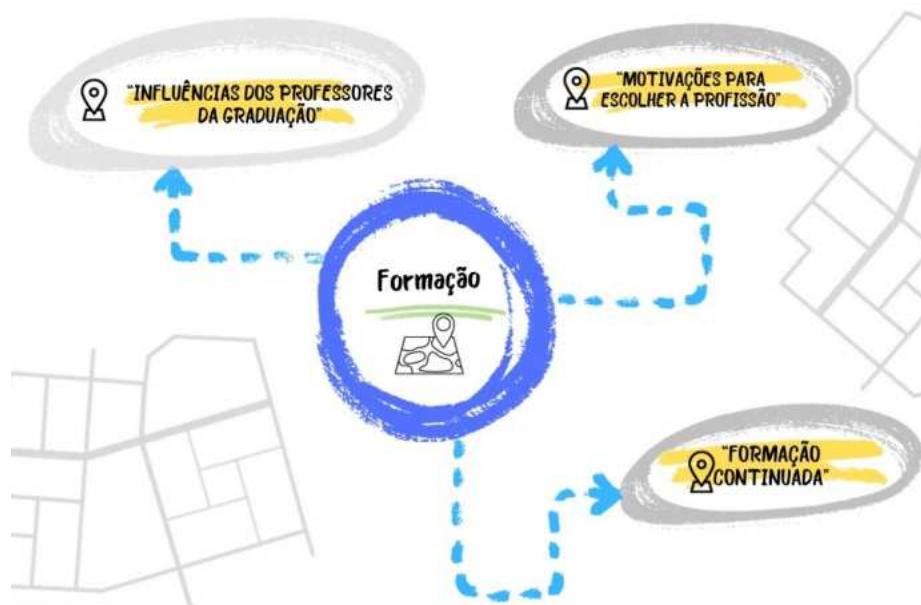 "INFLUÊNCIAS DOS PROFESSORES
DA GRADUAÇÃO"
"MOTIVAÇÕES PARA
ESCOLHER A PROFISSÃO"
Formação
"FORMAÇÃO
CONTINUADA"